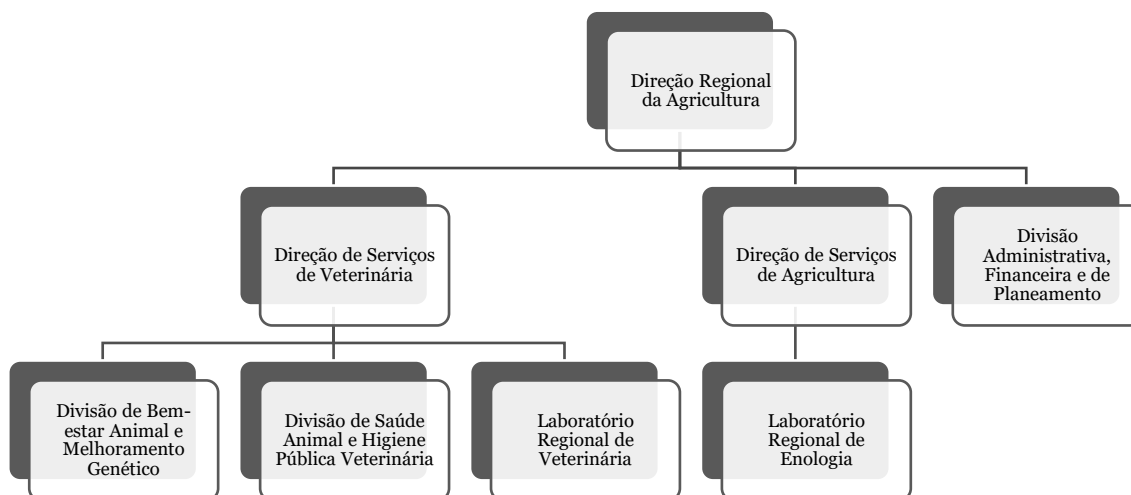 Direção Regional
da Agricultura
Direção de Serviços
de Veterinária
Direção de Serviços
de Agricultura
Divisão
Administrativa,
Financeira e de
Planeamento
Divisão de Bem-
estar Animal e
Melhoramento
Genético
Divisão de Saúde
Animal e Higiene
Pública Veterinária
Laboratório
Regional de
Veterinária
Laboratório
Regional de
Enologia